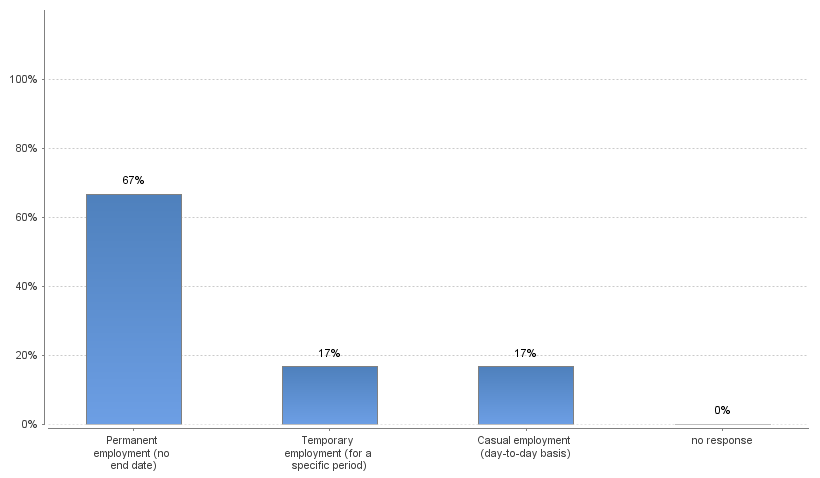 100%
80%
60%
40%
20%
0%
67%
17%
17%
0%
Permanent
employment (no
end date)
Temporary
employment (for a
specific period)
Casual employment
(day-to-day basis)
no response